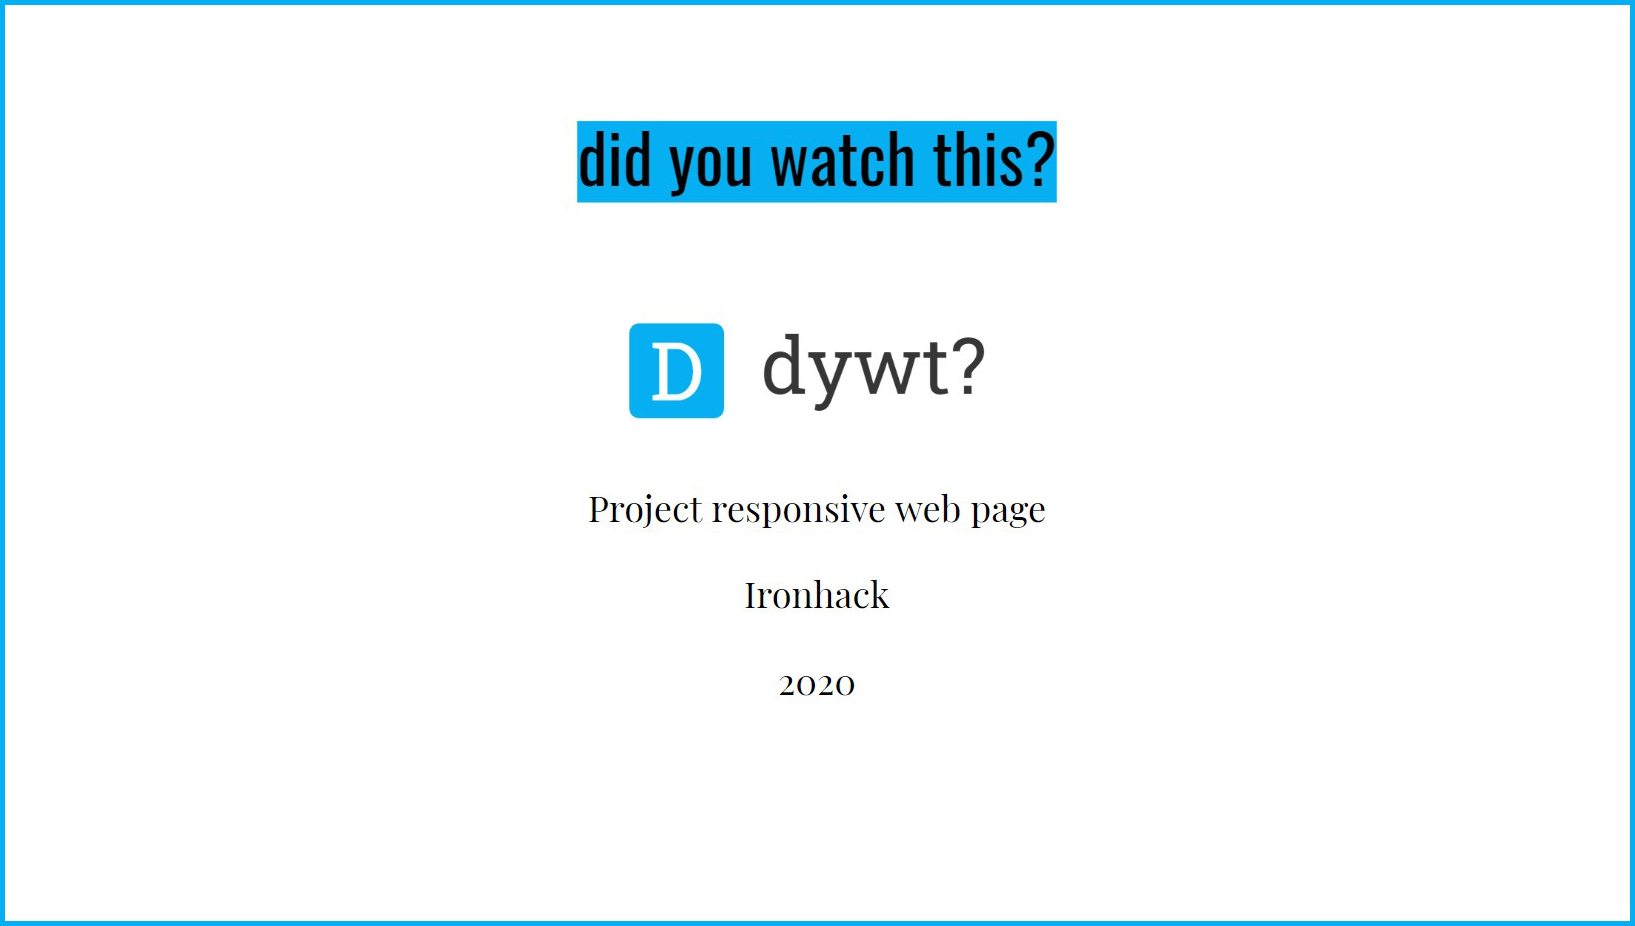 did you watch this?
D dywt?
Project responsive web page
Ironhack
2020